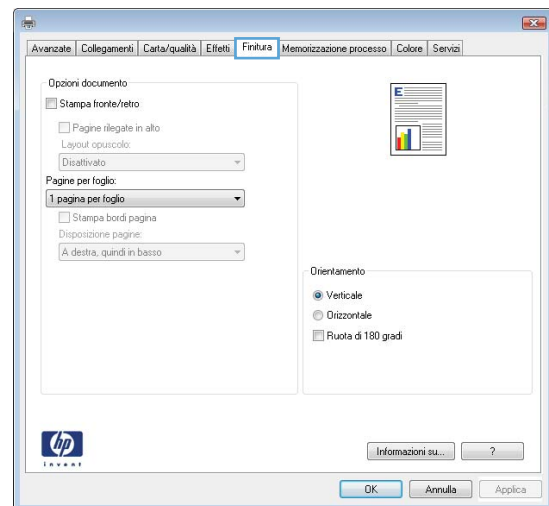 Avanzate Collegamenti Carta/qualità Effetti Finitura Memorizzazione processo Colore Servizi
Opzioni documento
Stampa fronte/retro
Pagine rilegate in alto
Layout opuscolo:
Disattivato
Pagine per foglio:
1 pagina per foglio
Stampa bordi pagina
Disposizione pagine:
A destra, quindi in basso
E
Orientamento
Verticale
Orizzontale
Ruota di 180 gradi
hp
invent
Informazioni su... ?
OK Annulla Applica